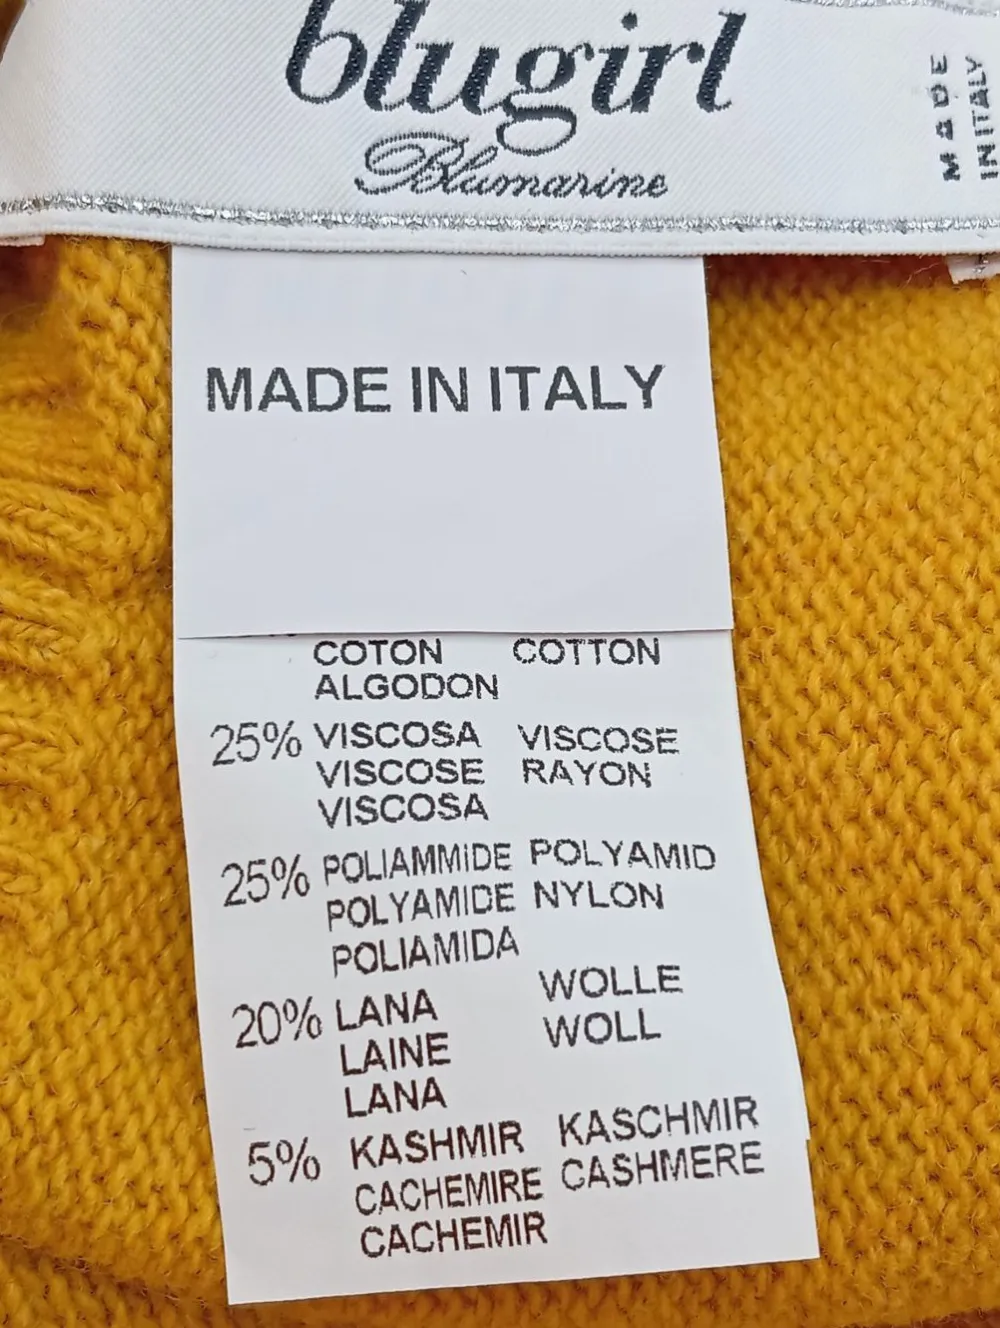 blugirl
Blumarine
MADE
IN ITALY
MADE IN ITALY
COTON COTTON
ALGODON
25% VISCOSA VISCOSE
VISCOSE RAYON
VISCOSA
25% POLIAMMIDE POLYAMID
POLYAMIDE NYLON
POLIAMIDA
20% LANA WOLLE
LAINE WOLL
LANA
5% KASHMIR KASCHMIR
CACHEMIRE CASHMERE
CACHEMIR